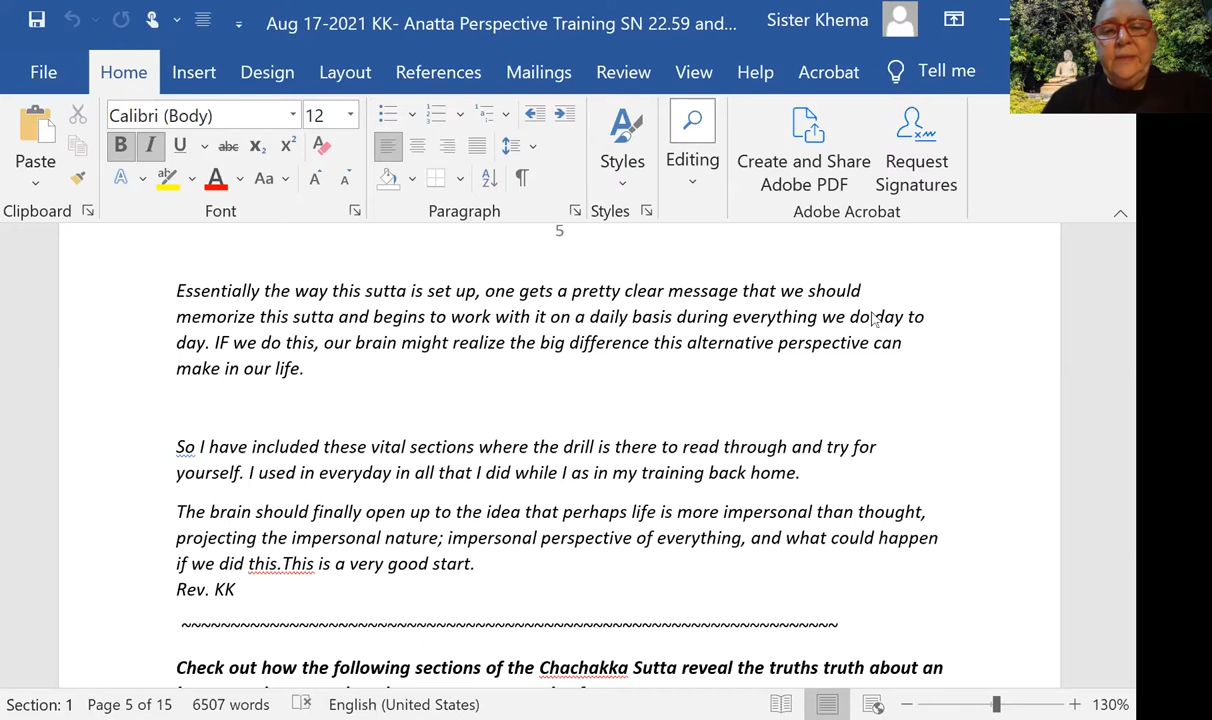 Aug 17-2021 KK- Anatta Perspective Training SN 22.59 and...
Sister Khema
File Home Insert Design Layout References Mailings Review View Help Acrobat Tell me
Calibri (Body) 12
Paste
Styles
Editing
Create and Share Adobe PDF
Request Signatures
Clipboard Font Paragraph Styles Adobe Acrobat
5
Essentially the way this sutta is set up, one gets a pretty clear message that we should
memorize this sutta and begins to work with it on a daily basis during everything we do day to
day. IF we do this, our brain might realize the big difference this alternative perspective can
make in our life.
So I have included these vital sections where the drill is there to read through and try for
yourself. I used in everyday in all that I did while I as in my training back home.
The brain should finally open up to the idea that perhaps life is more impersonal than thought,
projecting the impersonal nature; impersonal perspective of everything, and what could happen
if we did this.This is a very good start.
Rev. KK
~~~~~~~~~~~~~~~~~~~~~~~~~~~~~~~~~~~~~~~~~~~~~~~~~~~~~~~~~~~~~~~~~
Check out how the following sections of the Chachakka Sutta reveal the truths truth about an
Section: 1 Page 5 of 15 6507 words English (United States) 130%